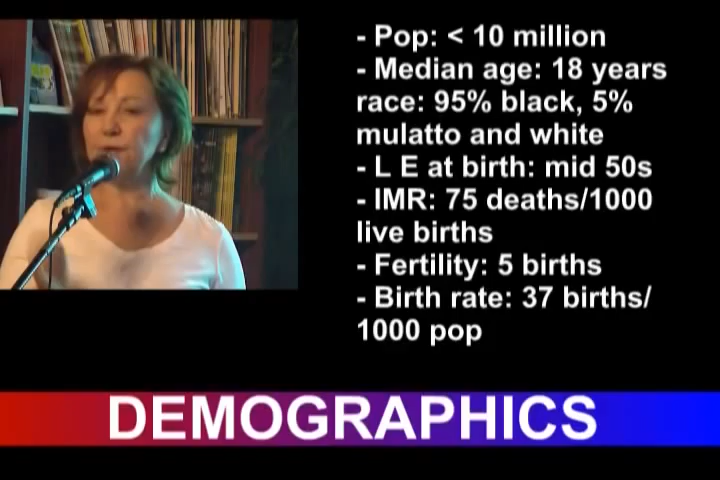 - Pop: < 10 million
- Median age: 18 years
race: 95% black, 5%
mulatto and white
- L E at birth: mid 50s
- IMR: 75 deaths/1000
live births
- Fertility: 5 births
- Birth rate: 37 births/
1000 pop
DEMOGRAPHICS